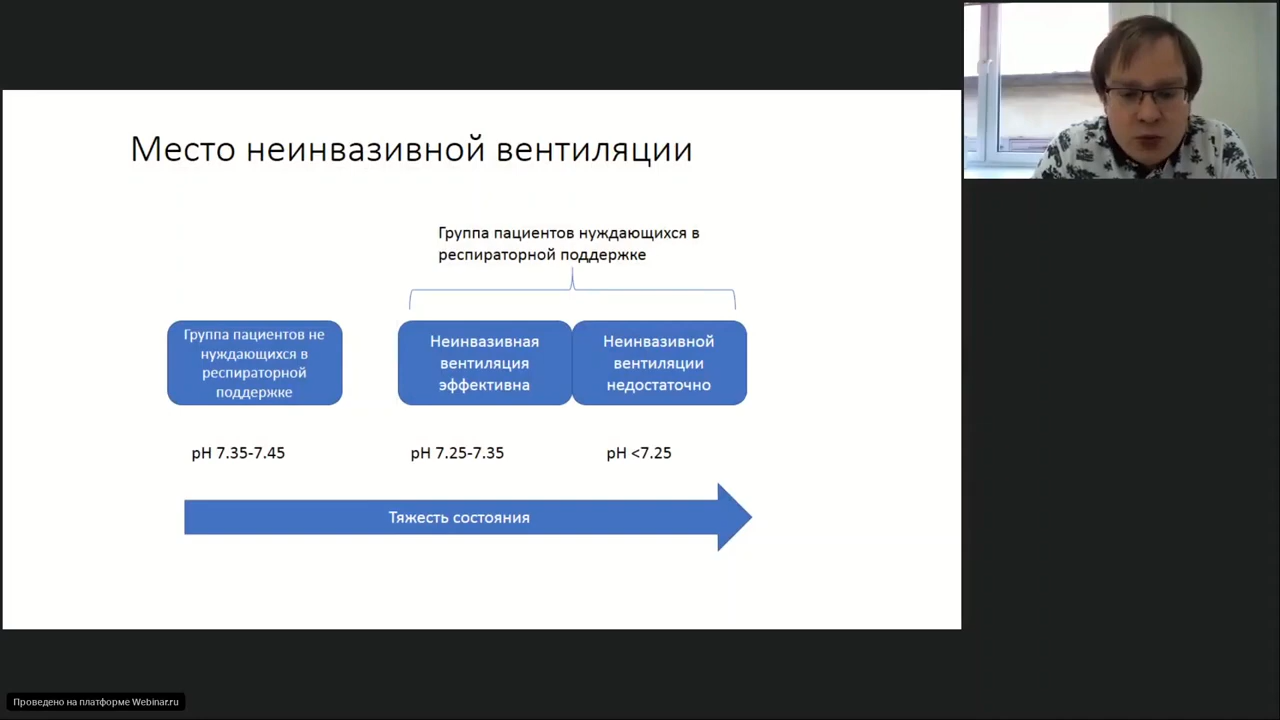 Место неинвазивной вентиляции
Группа пациентов нуждающихся в
респираторной поддержке
Группа пациентов не
нуждающихся в
респираторной
поддержке
Неинвазивная
вентиляция
эффективна
Неинвазивной
вентиляции
недостаточно
pH 7.35-7.45
pH 7.25-7.35
pH <7.25
Тяжесть состояния
Проведено на платформе Webinar.ru